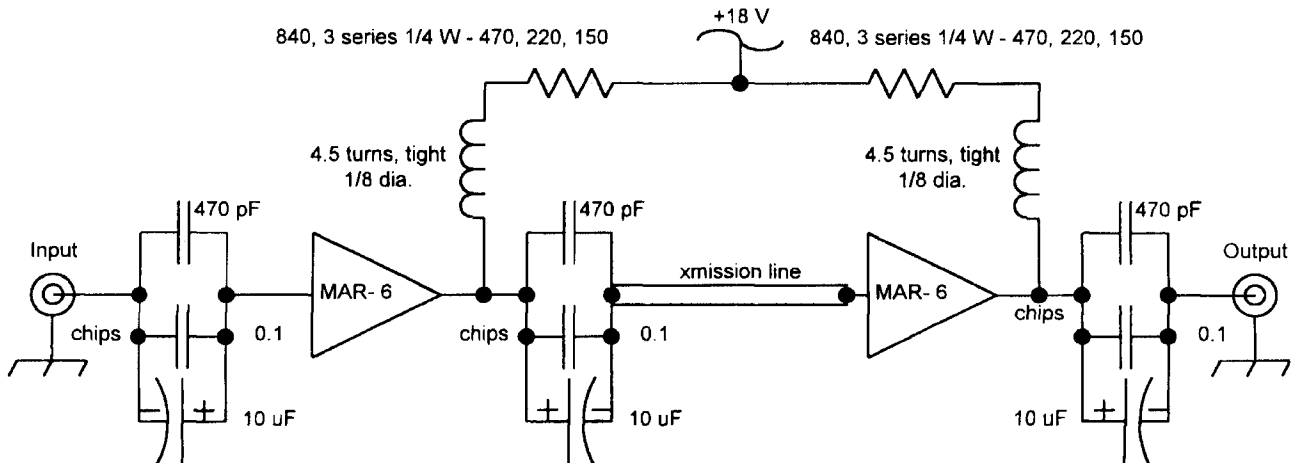 +18 V
840, 3 series 1/4 W - 470, 220, 150
840, 3 series 1/4 W - 470, 220, 150
4.5 turns, tight
1/8 dia.
4.5 turns, tight
1/8 dia.
470 pF
470 pF
470 pF
Input
Output
xmission line
MAR- 6
MAR- 6
chips
0.1
chips
0.1
chips
0.1
− +
10 uF
+ −
10 uF
10 uF
+ −